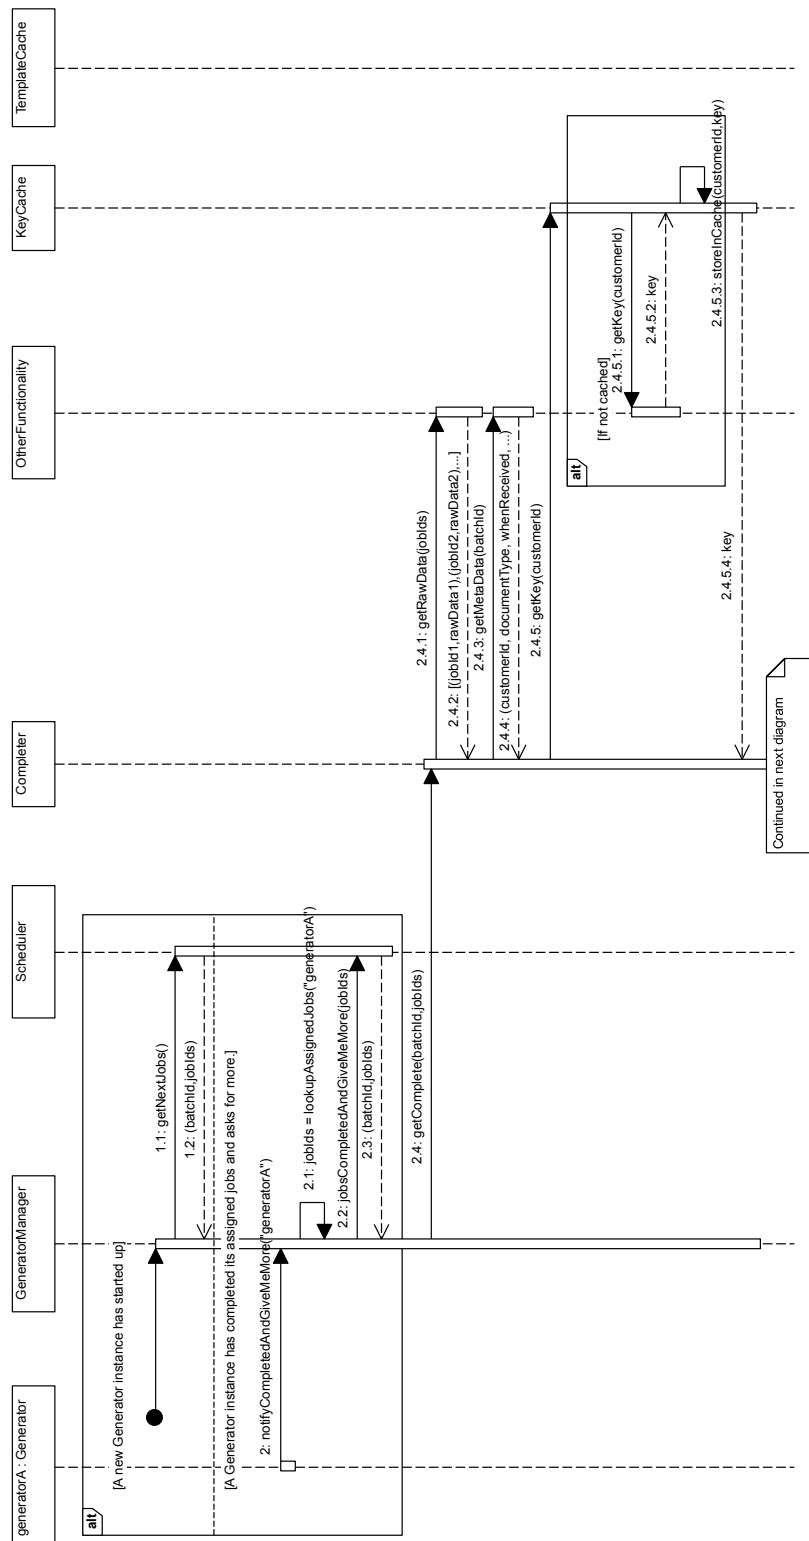 generatorA : Generator
GeneratorManager
Scheduler
Completer
OtherFunctionality
KeyCache
TemplateCache
alt
[A new Generator instance has started up]
1.1: getNextJobs()
1.2: (batchId,jobIds)
[A Generator instance has completed its assigned jobs and asks for more.]
2: notifyCompletedAndGiveMeMore("generatorA")
2.1: jobIds = lookupAssignedJobs("generatorA")
2.2: jobsCompletedAndGiveMeMore(jobIds)
2.3: (batchId,jobIds)
2.4: getComplete(batchId,jobIds)
2.4.1: getRawData(jobIds)
2.4.2: [(jobId1,rawData1),(jobId2,rawData2),...]
2.4.3: getMetaData(batchId)
2.4.4: (customerId, documentType, whenReceived, ...)
2.4.5: getKey(customerId)
alt
[If not cached]
2.4.5.1: getKey(customerId)
2.4.5.2: key
2.4.5.3: storeInCache(customerId,key)
2.4.5.4: key
Continued in next diagram